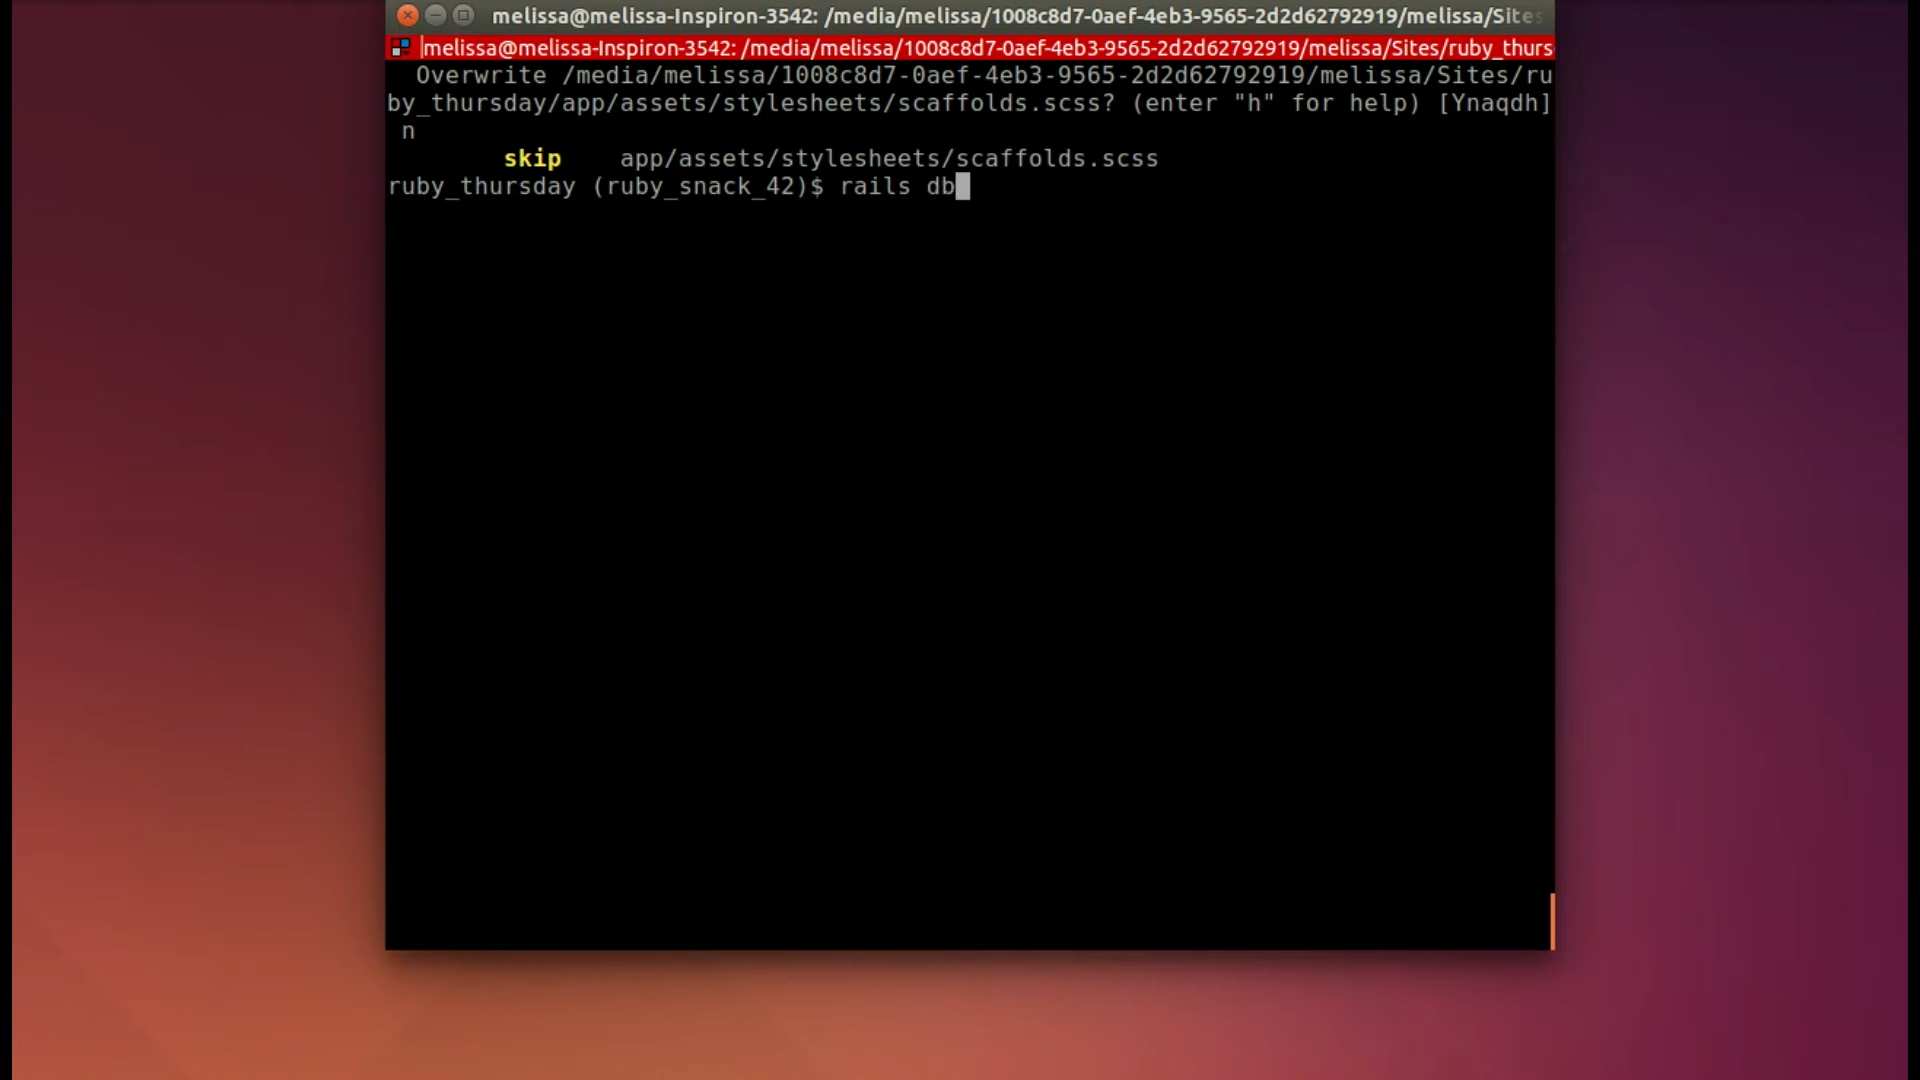 melissa@melissa-Inspiron-3542: /media/melissa/1008c8d7-0aef-4eb3-9565-2d2d62792919/melissa/Sites
melissa@melissa-Inspiron-3542: /media/melissa/1008c8d7-0aef-4eb3-9565-2d2d62792919/melissa/Sites/ruby_thurs
Overwrite /media/melissa/1008c8d7-0aef-4eb3-9565-2d2d62792919/melissa/Sites/ru
by_thursday/app/assets/stylesheets/scaffolds.scss? (enter "h" for help) [Ynaqdh]
n
skip app/assets/stylesheets/scaffolds.scss
ruby_thursday (ruby_snack_42)$ rails db